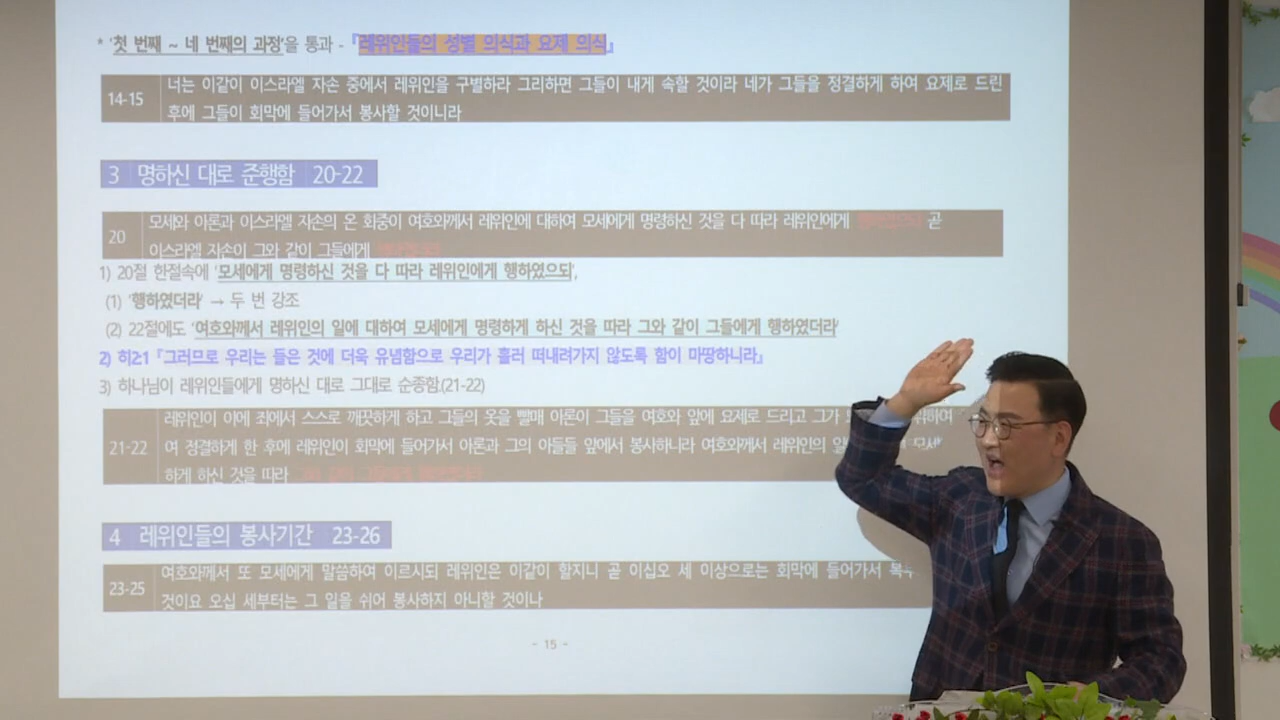 * '첫 번째 ~ 네 번째의 과정'을 통과 - 『레위인들의 성별 의식과 요제 의식』
14-15 너는 이같이 이스라엘 자손 중에서 레위인을 구별하라 그리하면 그들이 내게 속할 것이라 네가 그들을 정결하게 하여 요제로 드린
후에 그들이 회막에 들어가서 봉사할 것이니라
3 명하신 대로 준행함 20-22
20 모세와 아론과 이스라엘 자손의 온 회중이 여호와께서 레위인에 대하여 모세에게 명령하신 것을 다 따라 레위인에게 곧
이스라엘 자손이 그와 같이 그들에게
1) 20절 한절속에 '모세에게 명령하신 것을 다 따라 레위인에게 행하였으되',
(1) '행하였더라' → 두 번 강조
(2) 22절에도 '여호와께서 레위인의 일에 대하여 모세에게 명령하게 하신 것을 따라 그와 같이 그들에게 행하였더라'
2) 히2:1 『그러므로 우리는 들은 것에 더욱 유념함으로 우리가 흘러 떠내려가지 않도록 함이 마땅하니라』
3) 하나님이 레위인들에게 명하신 대로 그대로 순종함.(21-22)
레위인이 이에 죄에서 스스로 깨끗하게 하고 그들의 옷을 빨매 아론이 그들을 여호와 앞에 요제로 드리고 그가
21-22 여 정결하게 한 후에 레위인이 회막에 들어가서 아론과 그의 아들들 앞에서 봉사하니라 여호와께서 레위인의 모세
하게 하신 것을 따라
4 레위인들의 봉사기간 23-26
23-25 여호와께서 또 모세에게 말씀하여 이르시되 레위인은 이같이 할지니 곧 이십오 세 이상으로는 회막에 들어가서
것이요 오십 세부터는 그 일을 쉬어 봉사하지 아니할 것이나
- 15 -